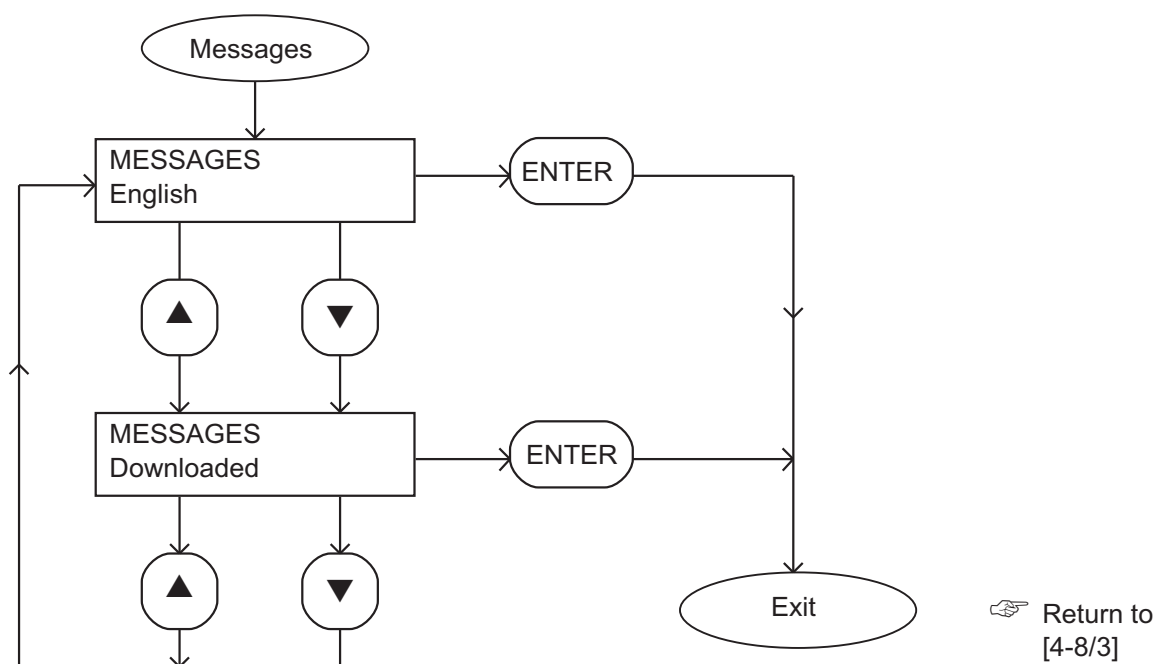 Messages
MESSAGES
English
ENTER
▲
▼
MESSAGES
Downloaded
ENTER
▲
▼
Exit
☞ Return to
[4-8/3]